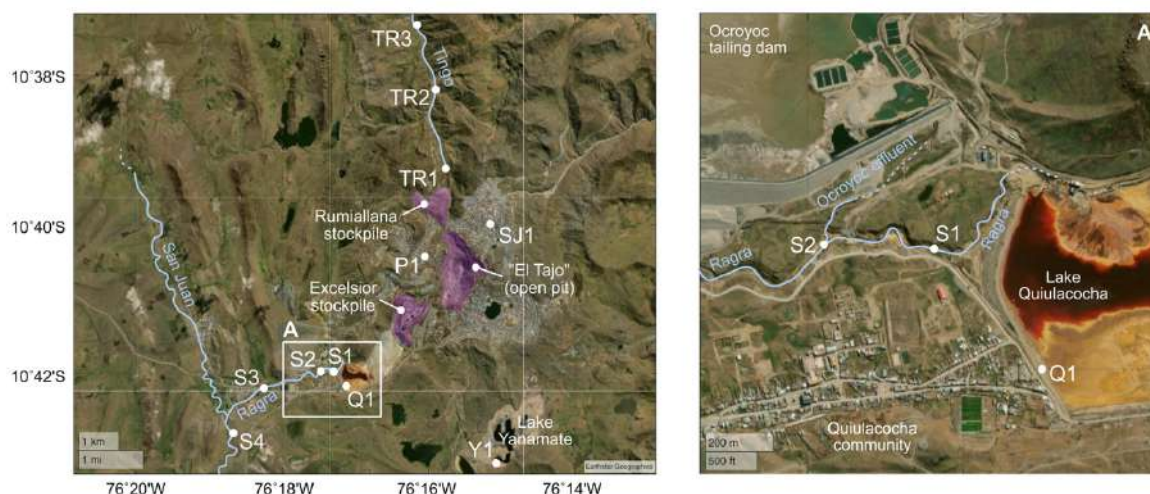 TR3
Tingo
10°38'S
TR2
TR1
Rumiallana
stockpile
10°40'S
SJ1
P1
"El Tajo"
(open pit)
San Juan
Excelsior
stockpile
A
S2
S1
10°42'S
S3
Ragra
Q1
S4
Lake
Yanamate
Y1
1 km
1 mi
Earthstar Geographics
76°20'W
76°18'W
76°16'W
76°14'W
Ocroyoc
tailing dam
A
Ocroyoc affluent
S2
S1
Ragra
Ragra
Lake
Quiulacocha
Q1
Quiulacocha
community
200 m
500 ft